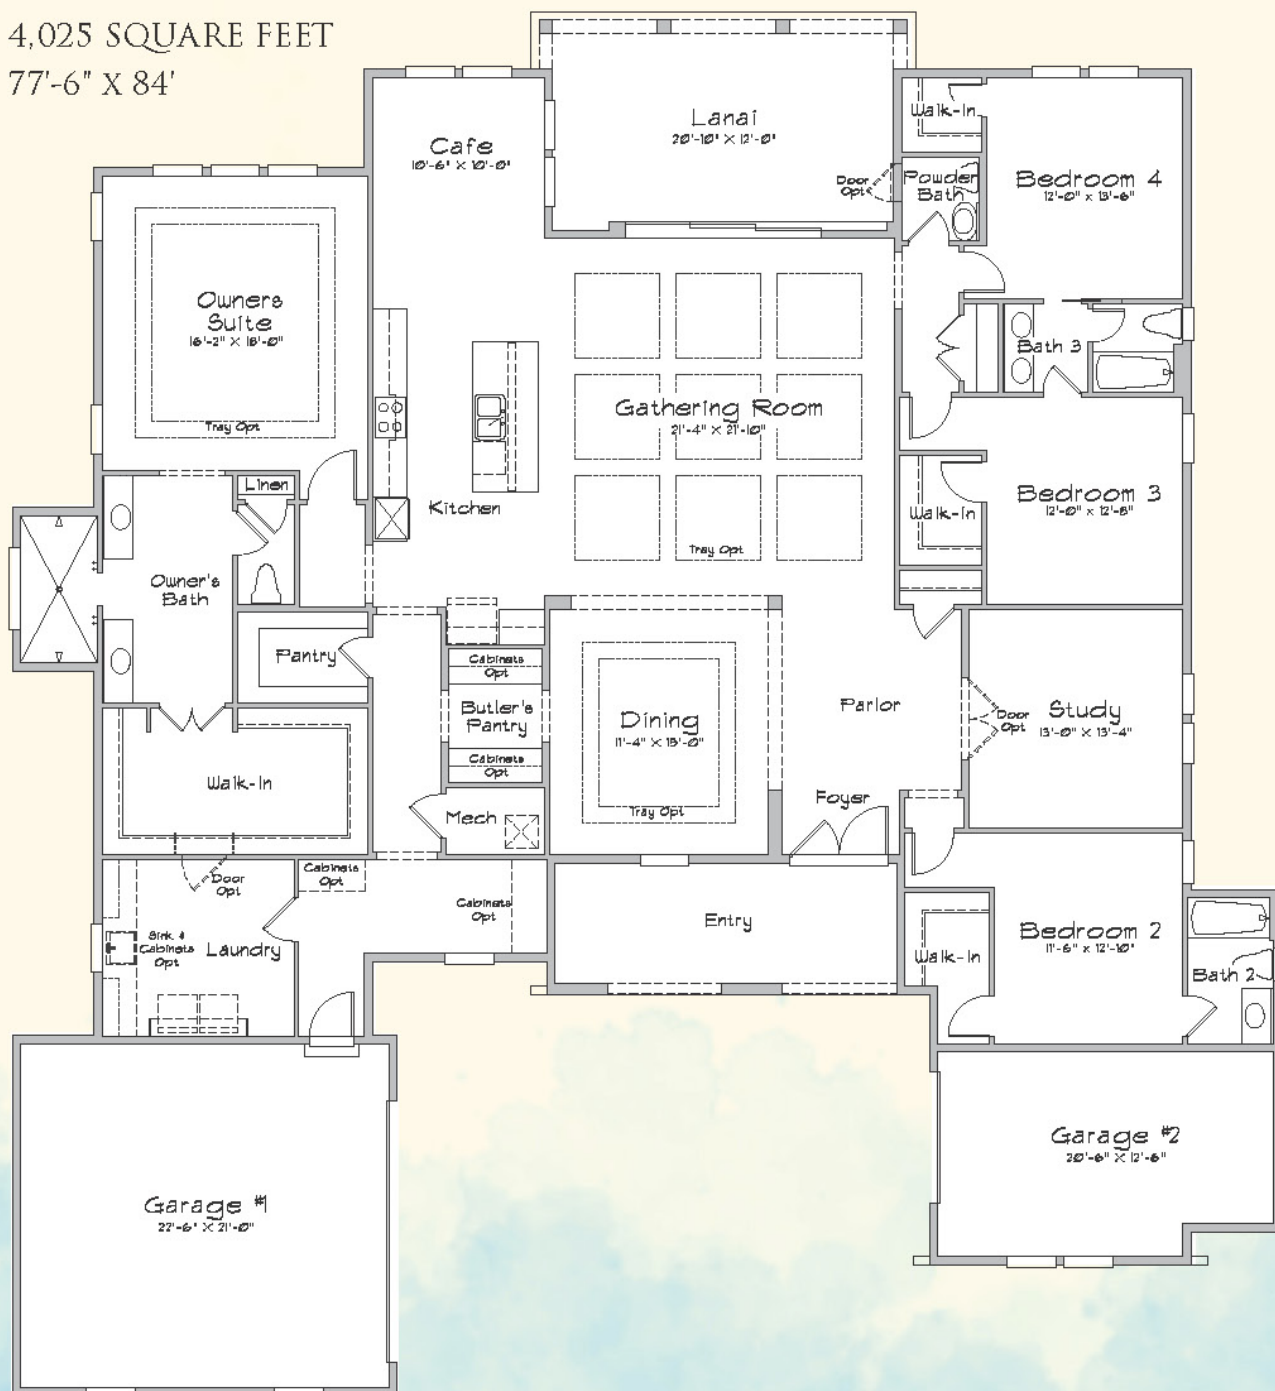 4,025 SQUARE FEET
77'-6" X 84'
Lanai
20'-10" X 12'-0"
Cafe
10'-6" X 10'-0"
Walk-In
Door
Opt
Powder
Bath
Bedroom 4
12'-0" X 13'-6"
Owners
Suite
16'-2" X 18'-0"
Tray Opt
Bath 3
Gathering Room
21'-4" X 21'-10"
Tray Opt
Linen
Kitchen
Bedroom 3
12'-0" X 12'-8"
Walk-In
Owner's
Bath
Pantry
Cabinets
Opt
Butler's
Pantry
Cabinets
Opt
Dining
11'-4" X 15'-0"
Tray Opt
Parlor
Door
Opt
Study
13'-0" X 13'-4"
Walk-In
Mech
Foyer
Door
Opt
Cabinets
Opt
Cabinets
Opt
Entry
Sink &
Cabinets
Opt
Laundry
Bedroom 2
11'-6" X 12'-10"
Walk-In
Bath 2
Garage #2
20'-6" X 12'-6"
Garage #1
22'-6" X 21'-0"